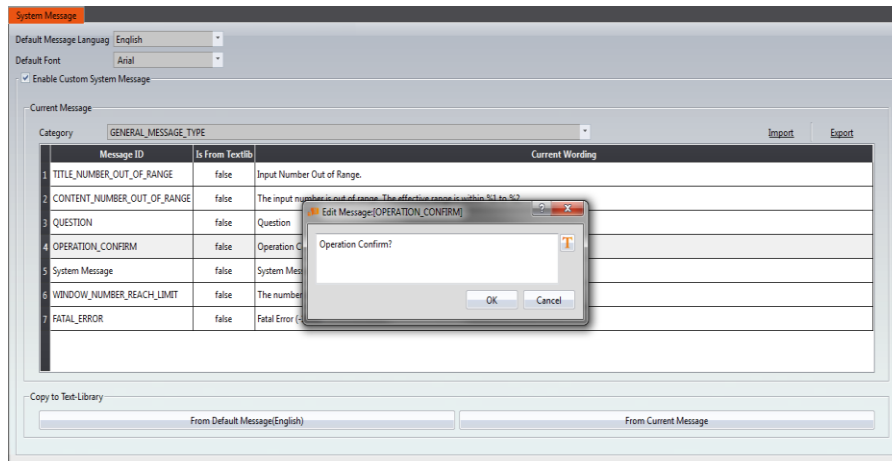 System Message
Default Message Languag English
Default Font Arial
Enable Custom System Message
Current Message
Category GENERAL_MESSAGE_TYPE Import Export
Message ID Is From Textlib Current Wording
1 TITLE_NUMBER_OUT_OF_RANGE false Input Number Out of Range.
2 CONTENT_NUMBER_OUT_OF_RANGE false The input number is out of range. The effective range is within %1 to %2
Edit Message:[OPERATION_CONFIRM]
3 QUESTION false Question
4 OPERATION_CONFIRM false Operation C
Operation Confirm? T
5 System Message false System Mes
6 WINDOW_NUMBER_REACH_LIMIT false The number
OK Cancel
7 FATAL_ERROR false Fatal Error (-
Copy to Text-Library
From Default Message(English) From Current Message